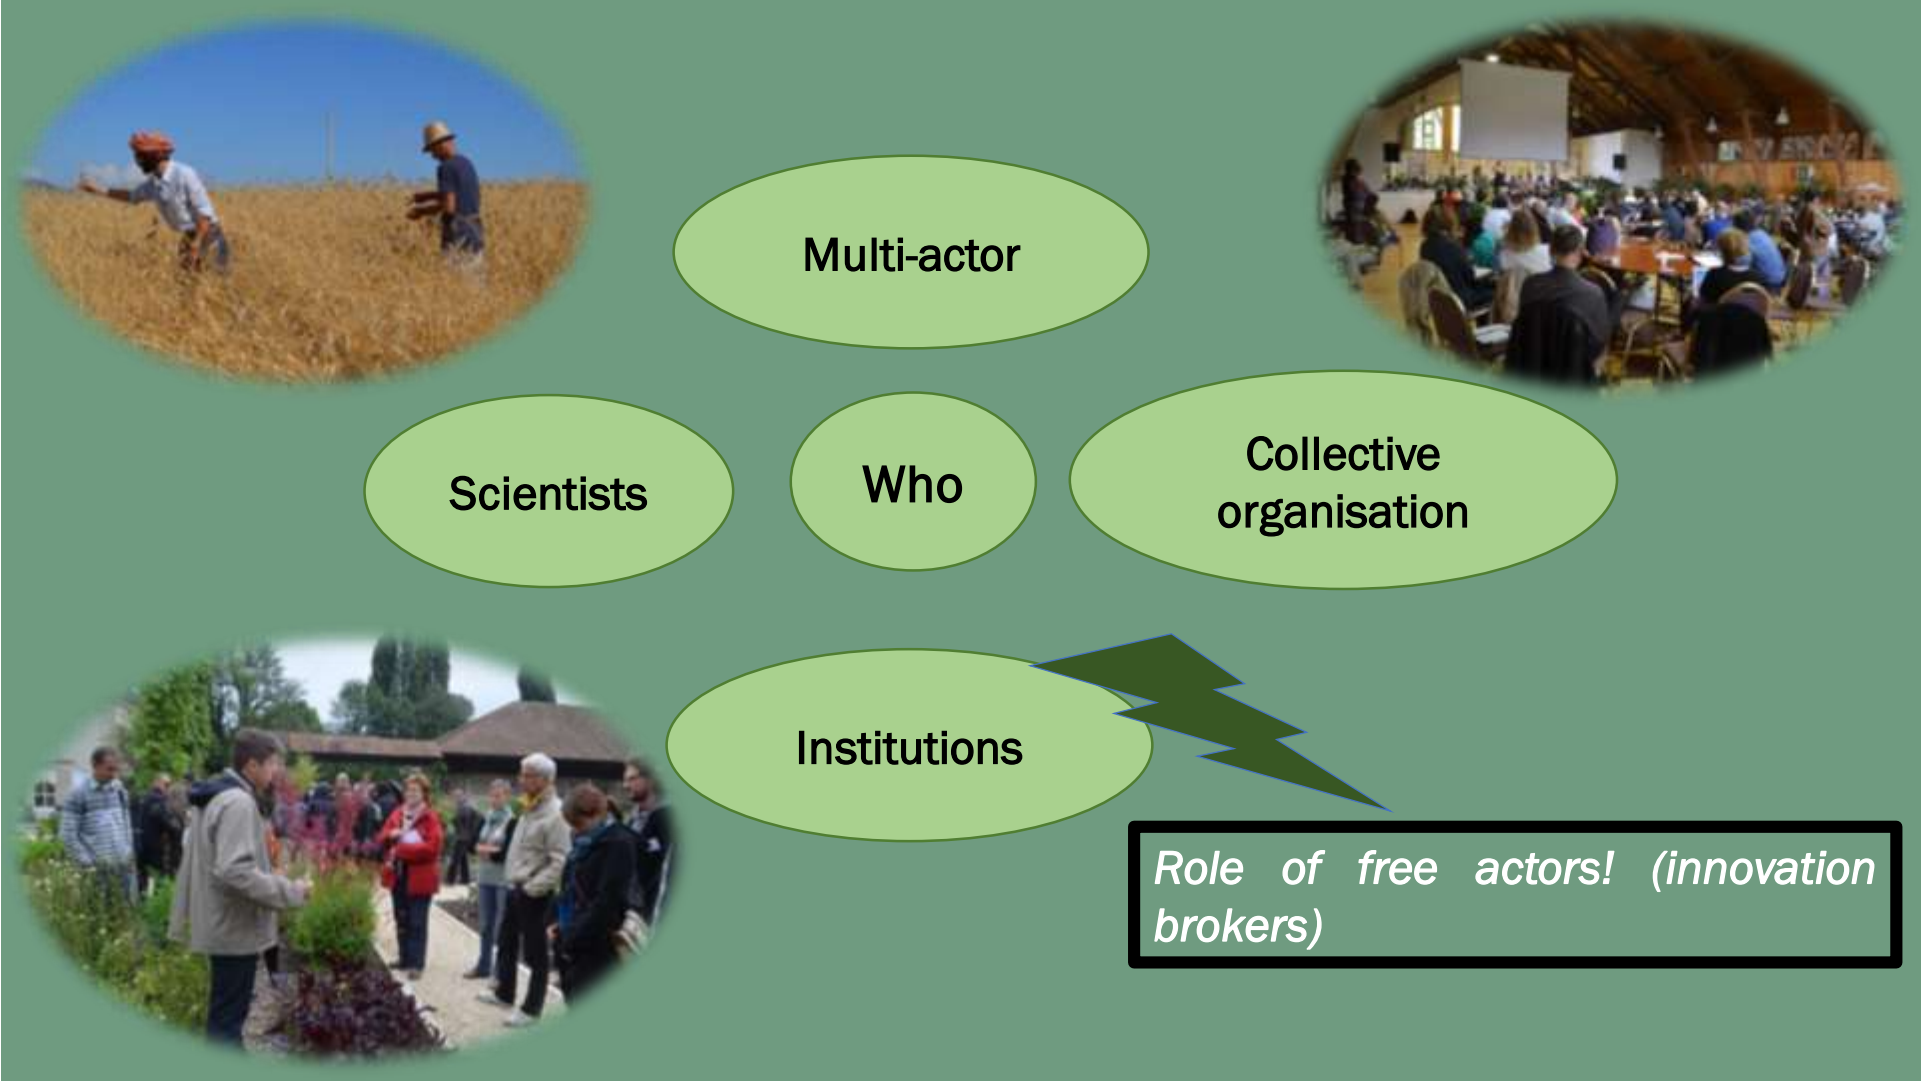 Multi-actor
Scientists
Who
Collective
organisation
Institutions
Role of free actors! (innovation
brokers)